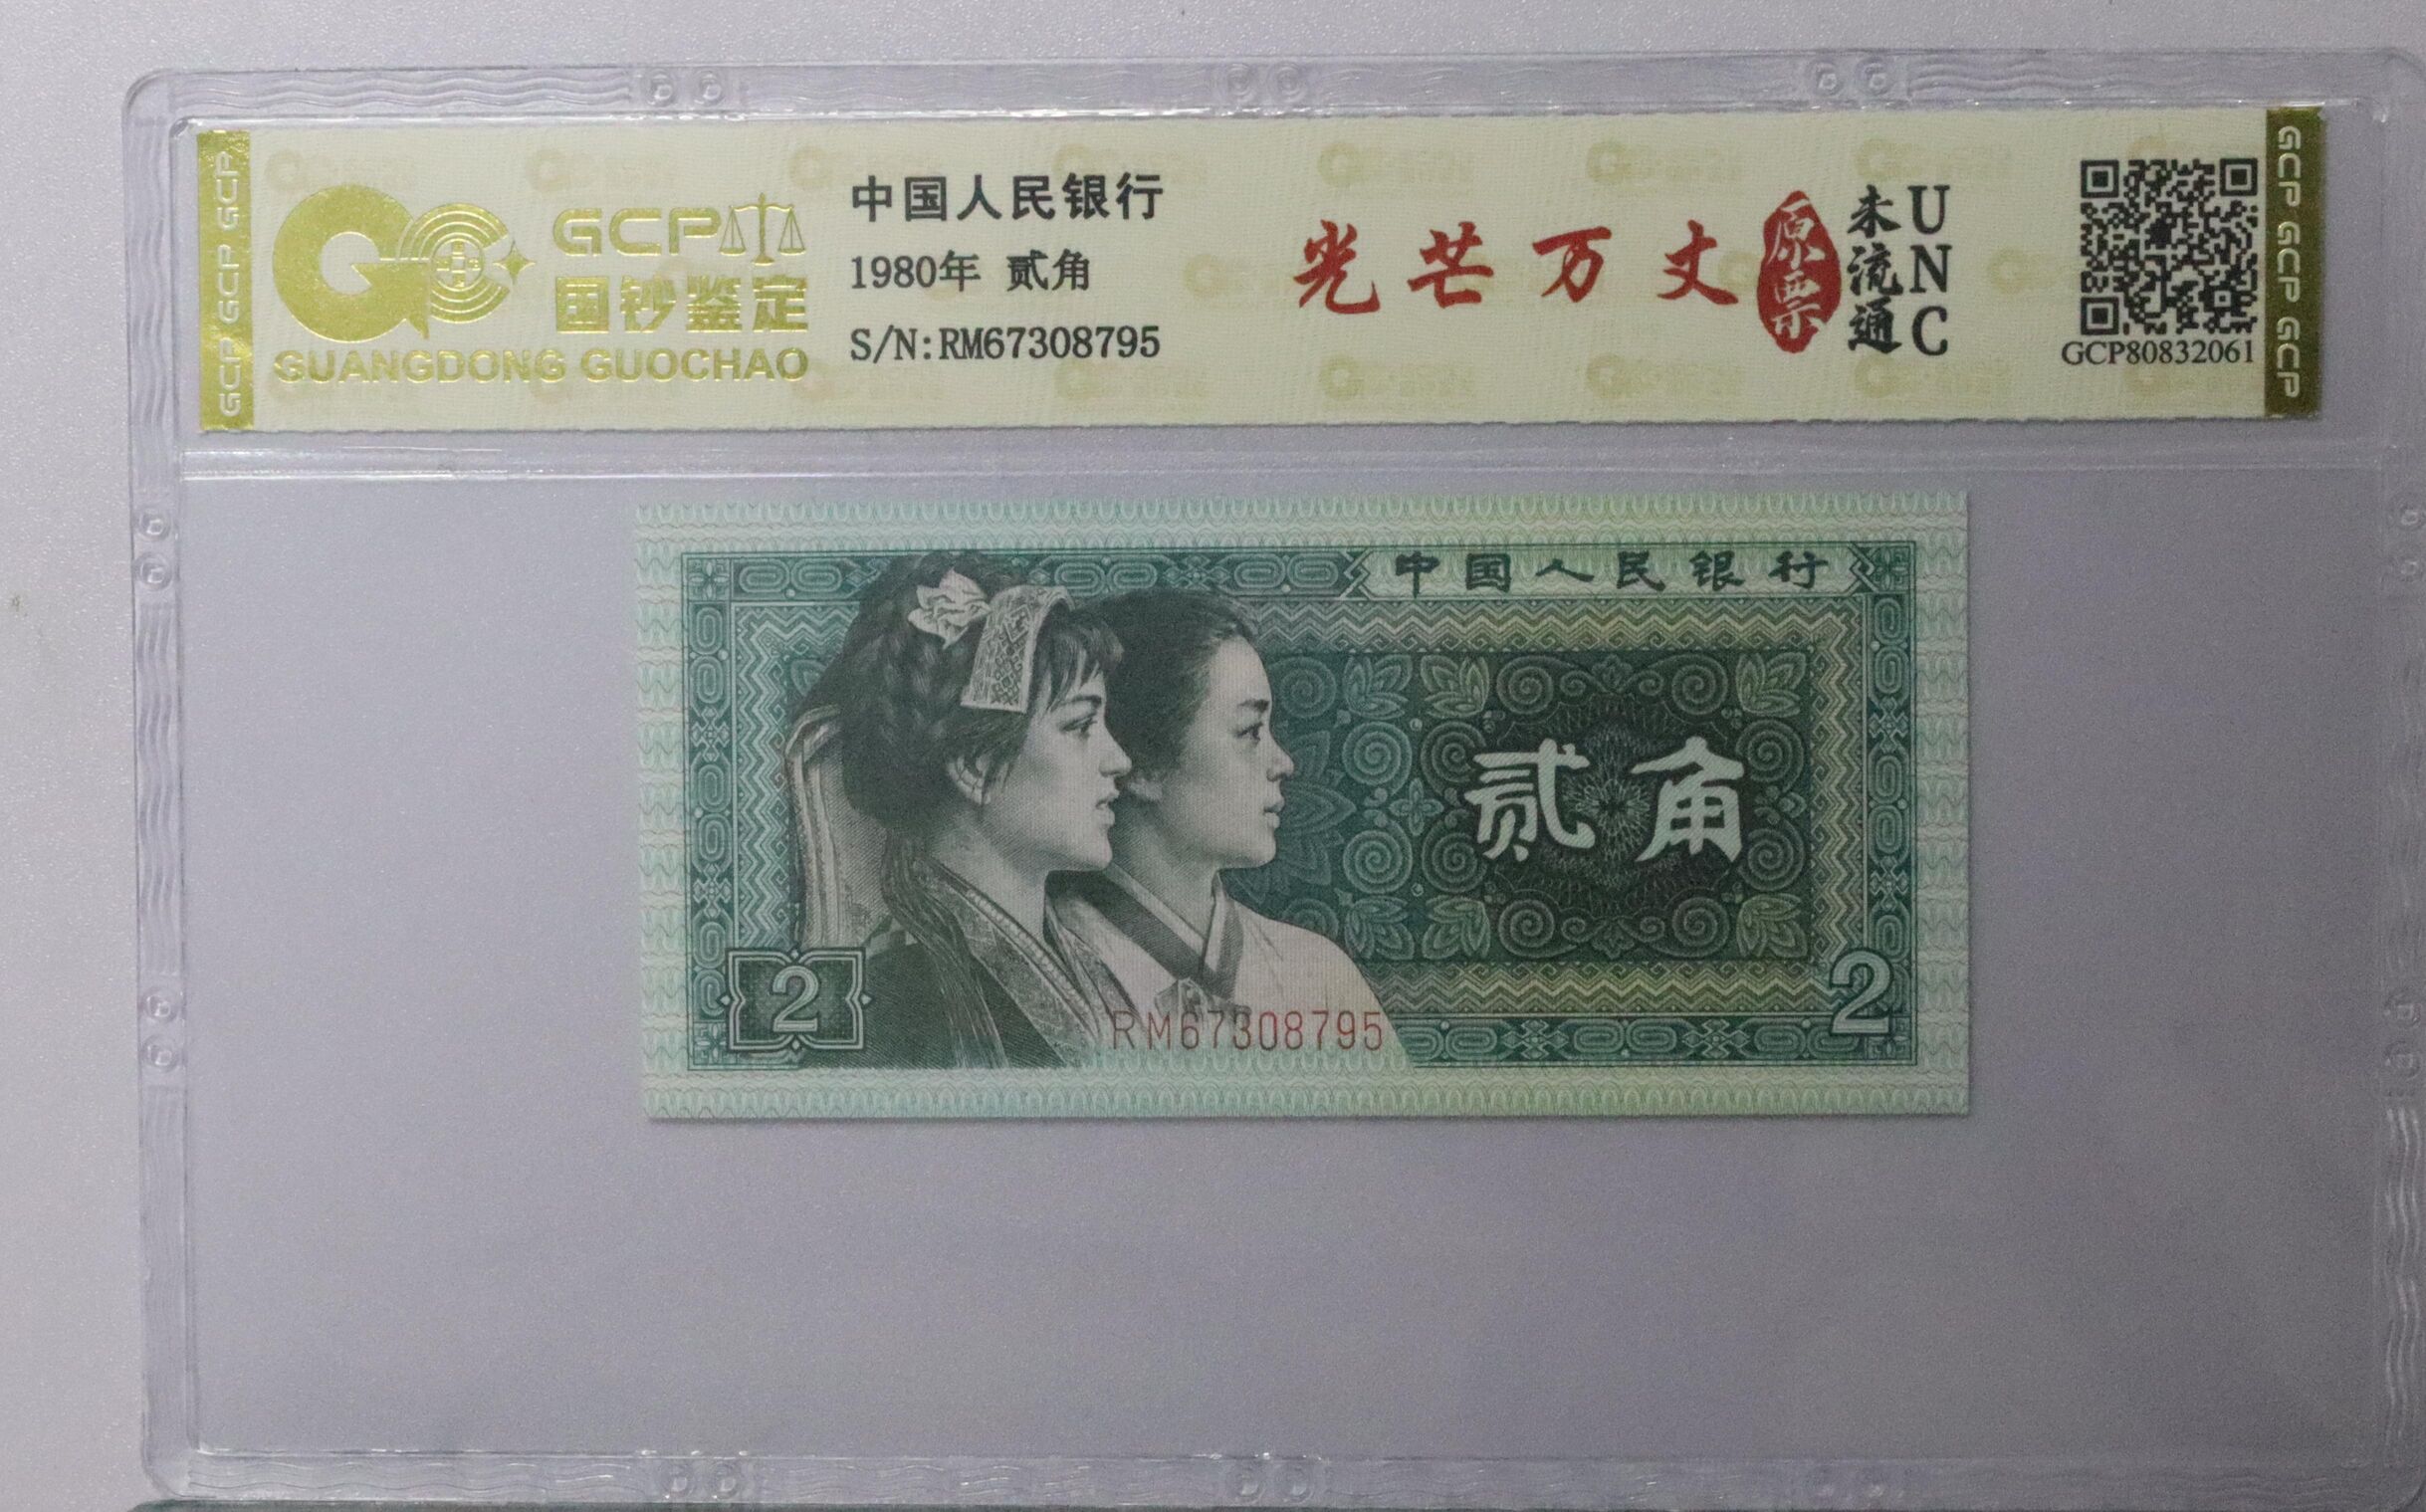 GCP
国钞鉴定
GUANGDONG GUOCHAO
中国人民银行
1980年 贰角
S/N:RM67308795
光芒万丈
原票
未流通
UNC
GCP80832061
GCP GCP GCP
GCP GCP GCP
中国人民银行
贰角
2
RM67308795
2